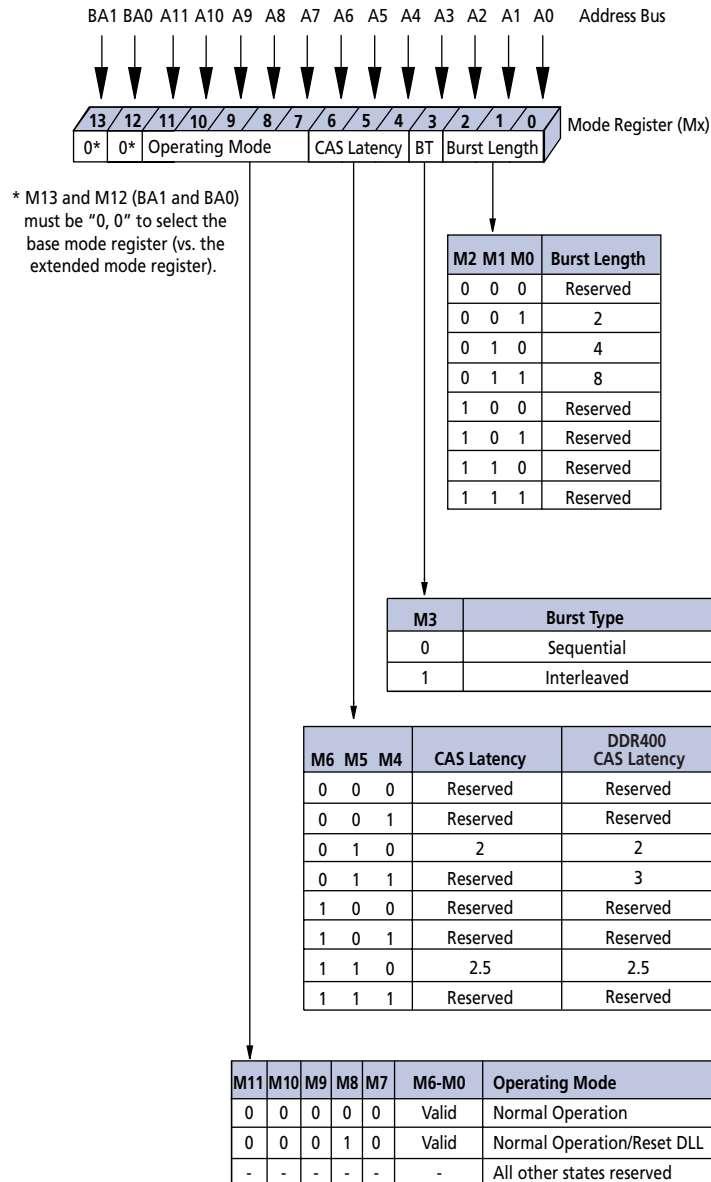 BA1 BA0 A11 A10 A9 A8 A7 A6 A5 A4 A3 A2 A1 A0 Address Bus
13 12 11 10 9 8 7 6 5 4 3 2 1 0 Mode Register (Mx)
0* 0* Operating Mode CAS Latency BT Burst Length
* M13 and M12 (BA1 and BA0)
must be “0, 0” to select the
base mode register (vs. the
extended mode register).
M2 M1 M0 Burst Length
0 0 0 Reserved
0 0 1 2
0 1 0 4
0 1 1 8
1 0 0 Reserved
1 0 1 Reserved
1 1 0 Reserved
1 1 1 Reserved
M3 Burst Type
0 Sequential
1 Interleaved
M6 M5 M4 CAS Latency DDR400 CAS Latency
0 0 0 Reserved Reserved
0 0 1 Reserved Reserved
0 1 0 2 2
0 1 1 Reserved 3
1 0 0 Reserved Reserved
1 0 1 Reserved Reserved
1 1 0 2.5 2.5
1 1 1 Reserved Reserved
M11 M10 M9 M8 M7 M6-M0 Operating Mode
0 0 0 0 0 Valid Normal Operation
0 0 0 1 0 Valid Normal Operation/Reset DLL
- - - - - - All other states reserved